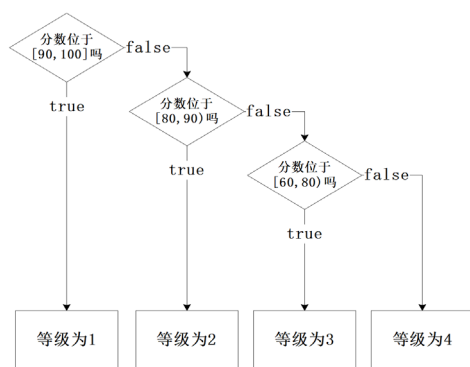 分数位于
[90,100]吗
false
true
分数位于
[80,90)吗
false
true
分数位于
[60,80)吗
false
true
等级为1
等级为2
等级为3
等级为4